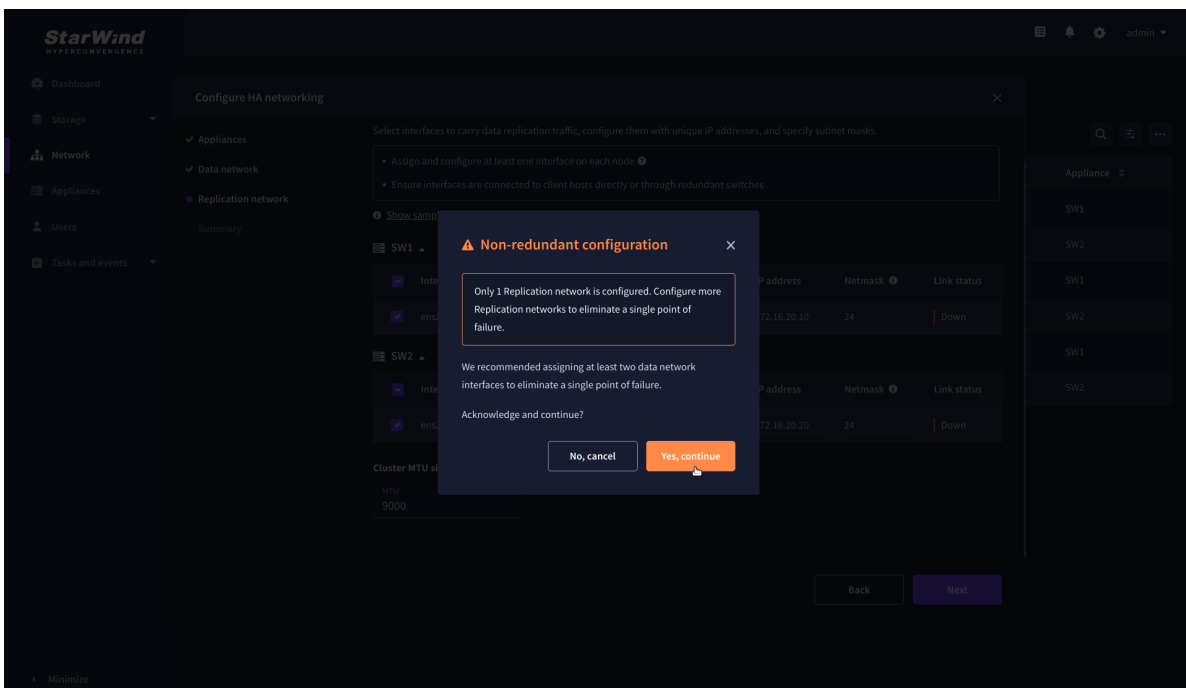 StarWind
HYPERCONVERGENCE
admin
Dashboard
Storage
Network
Appliances
Users
Tasks and events
Minimize
Configure HA networking
Appliances
Data network
Replication network
Summary
Select interfaces to carry data replication traffic, configure them with unique IP addresses, and specify subnet masks.
• Assign and configure at least one interface on each node
• Ensure interfaces are connected to client hosts directly or through redundant switches
Show samp
SW1
Inte P address Netmask Link status
ens 72.16.20.10 24 Down
SW2
Inte P address Netmask Link status
ens 72.16.20.20 24 Down
Cluster MTU si
MTU
9000
Back Next
Non-redundant configuration
Only 1 Replication network is configured. Configure more
Replication networks to eliminate a single point of
failure.
We recommended assigning at least two data network
interfaces to eliminate a single point of failure.
Acknowledge and continue?
No, cancel Yes, continue
Appliance
SW1
SW2
SW1
SW2
SW1
SW2